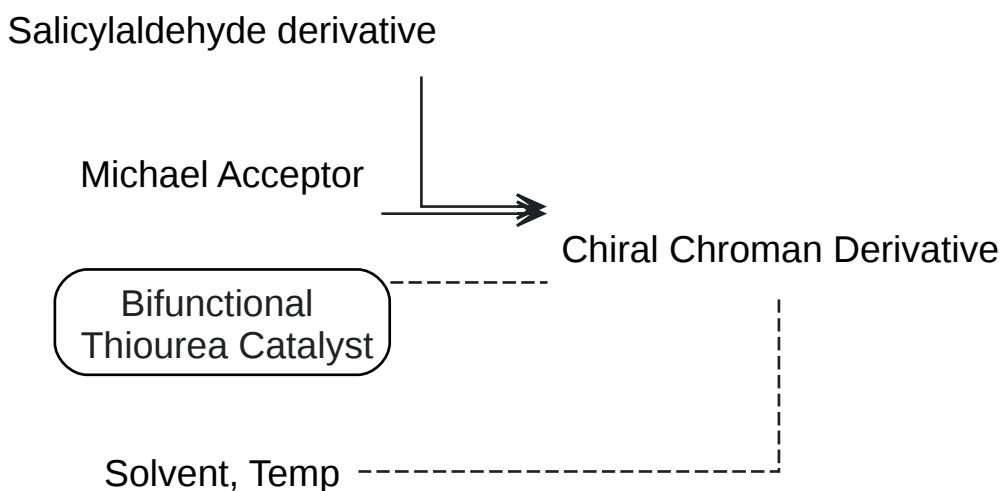 Salicylaldehyde derivative
Michael Acceptor
Chiral Chroman Derivative
Bifunctional
Thiourea Catalyst
Solvent, Temp